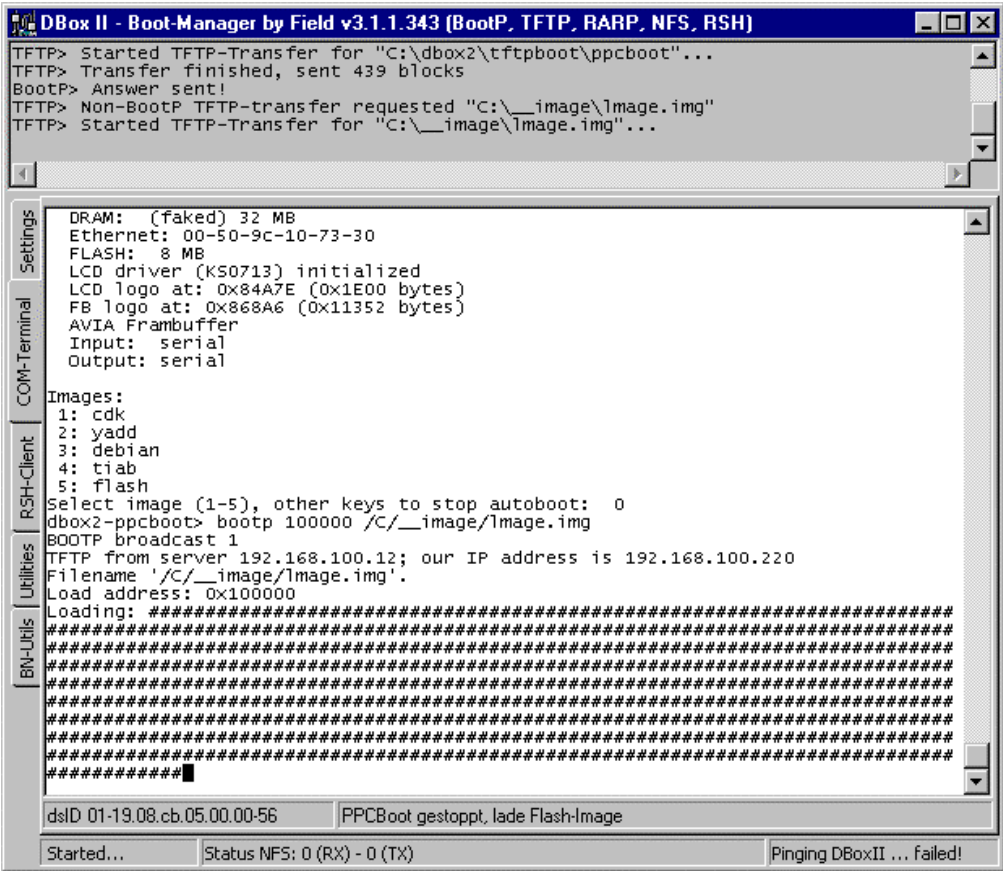 DBox II - Boot-Manager by Field v3.1.1.343 (BootP, TFTP, RARP, NFS, RSH)
TFTP> Started TFTP-Transfer for "C:\dbox2\tftpboot\ppcboot"...
TFTP> Transfer finished, sent 439 blocks
BootP> Answer sent!
TFTP> Non-BootP TFTP-transfer requested "C:\__image\1mage.img"
TFTP> Started TFTP-Transfer for "C:\__image\1mage.img"...
Settings
COM-Terminal
RSH-Client
Utilities
BN-Utils
DRAM:  (faked) 32 MB
Ethernet: 00-50-9c-10-73-30
FLASH:  8 MB
LCD driver (KS0713) initialized
LCD logo at: 0x84A7E (0x1E00 bytes)
FB logo at: 0x868A6 (0x11352 bytes)
AVIA Frambuffer
Input:  serial
Output: serial
Images:
1: cdk
2: yadd
3: debian
4: tiab
5: flash
Select image (1-5), other keys to stop autoboot:  0
dbox2-ppcboot> bootp 100000 /C/__image/1mage.img
BOOTP broadcast 1
TFTP from server 192.168.100.12; our IP address is 192.168.100.220
Filename '/C/__image/1mage.img'.
Load address: 0x100000
Loading: #######################################################################
################################################################################
################################################################################
################################################################################
################################################################################
################################################################################
################################################################################
################################################################################
################################################################################
############
dsID 01-19.08.cb.05.00.00-56
PPCBoot gestoppt, lade Flash-Image
Started...
Status NFS: 0 (RX) - 0 (TX)
Pinging DBoxII ... failed!